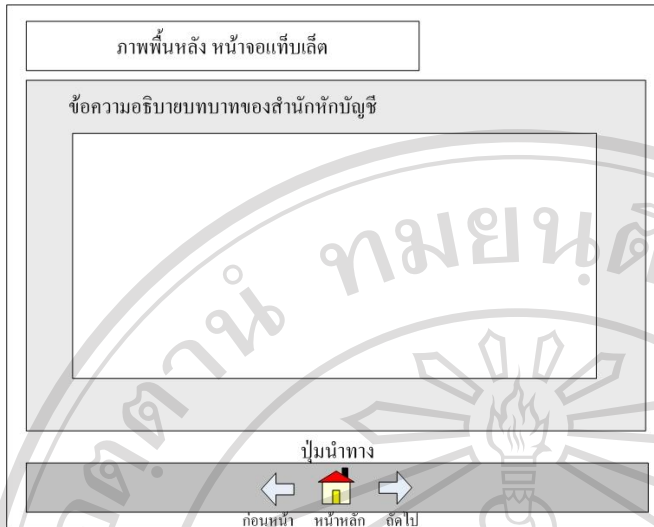 ภาพพื้นหลัง หน้าจอแท็บเล็ต
ข้อความอธิบายบทบาทของสำนักหักบัญชี
ปุ่มนำทาง
ก่อนหน้า หน้าหลัก ถัดไป